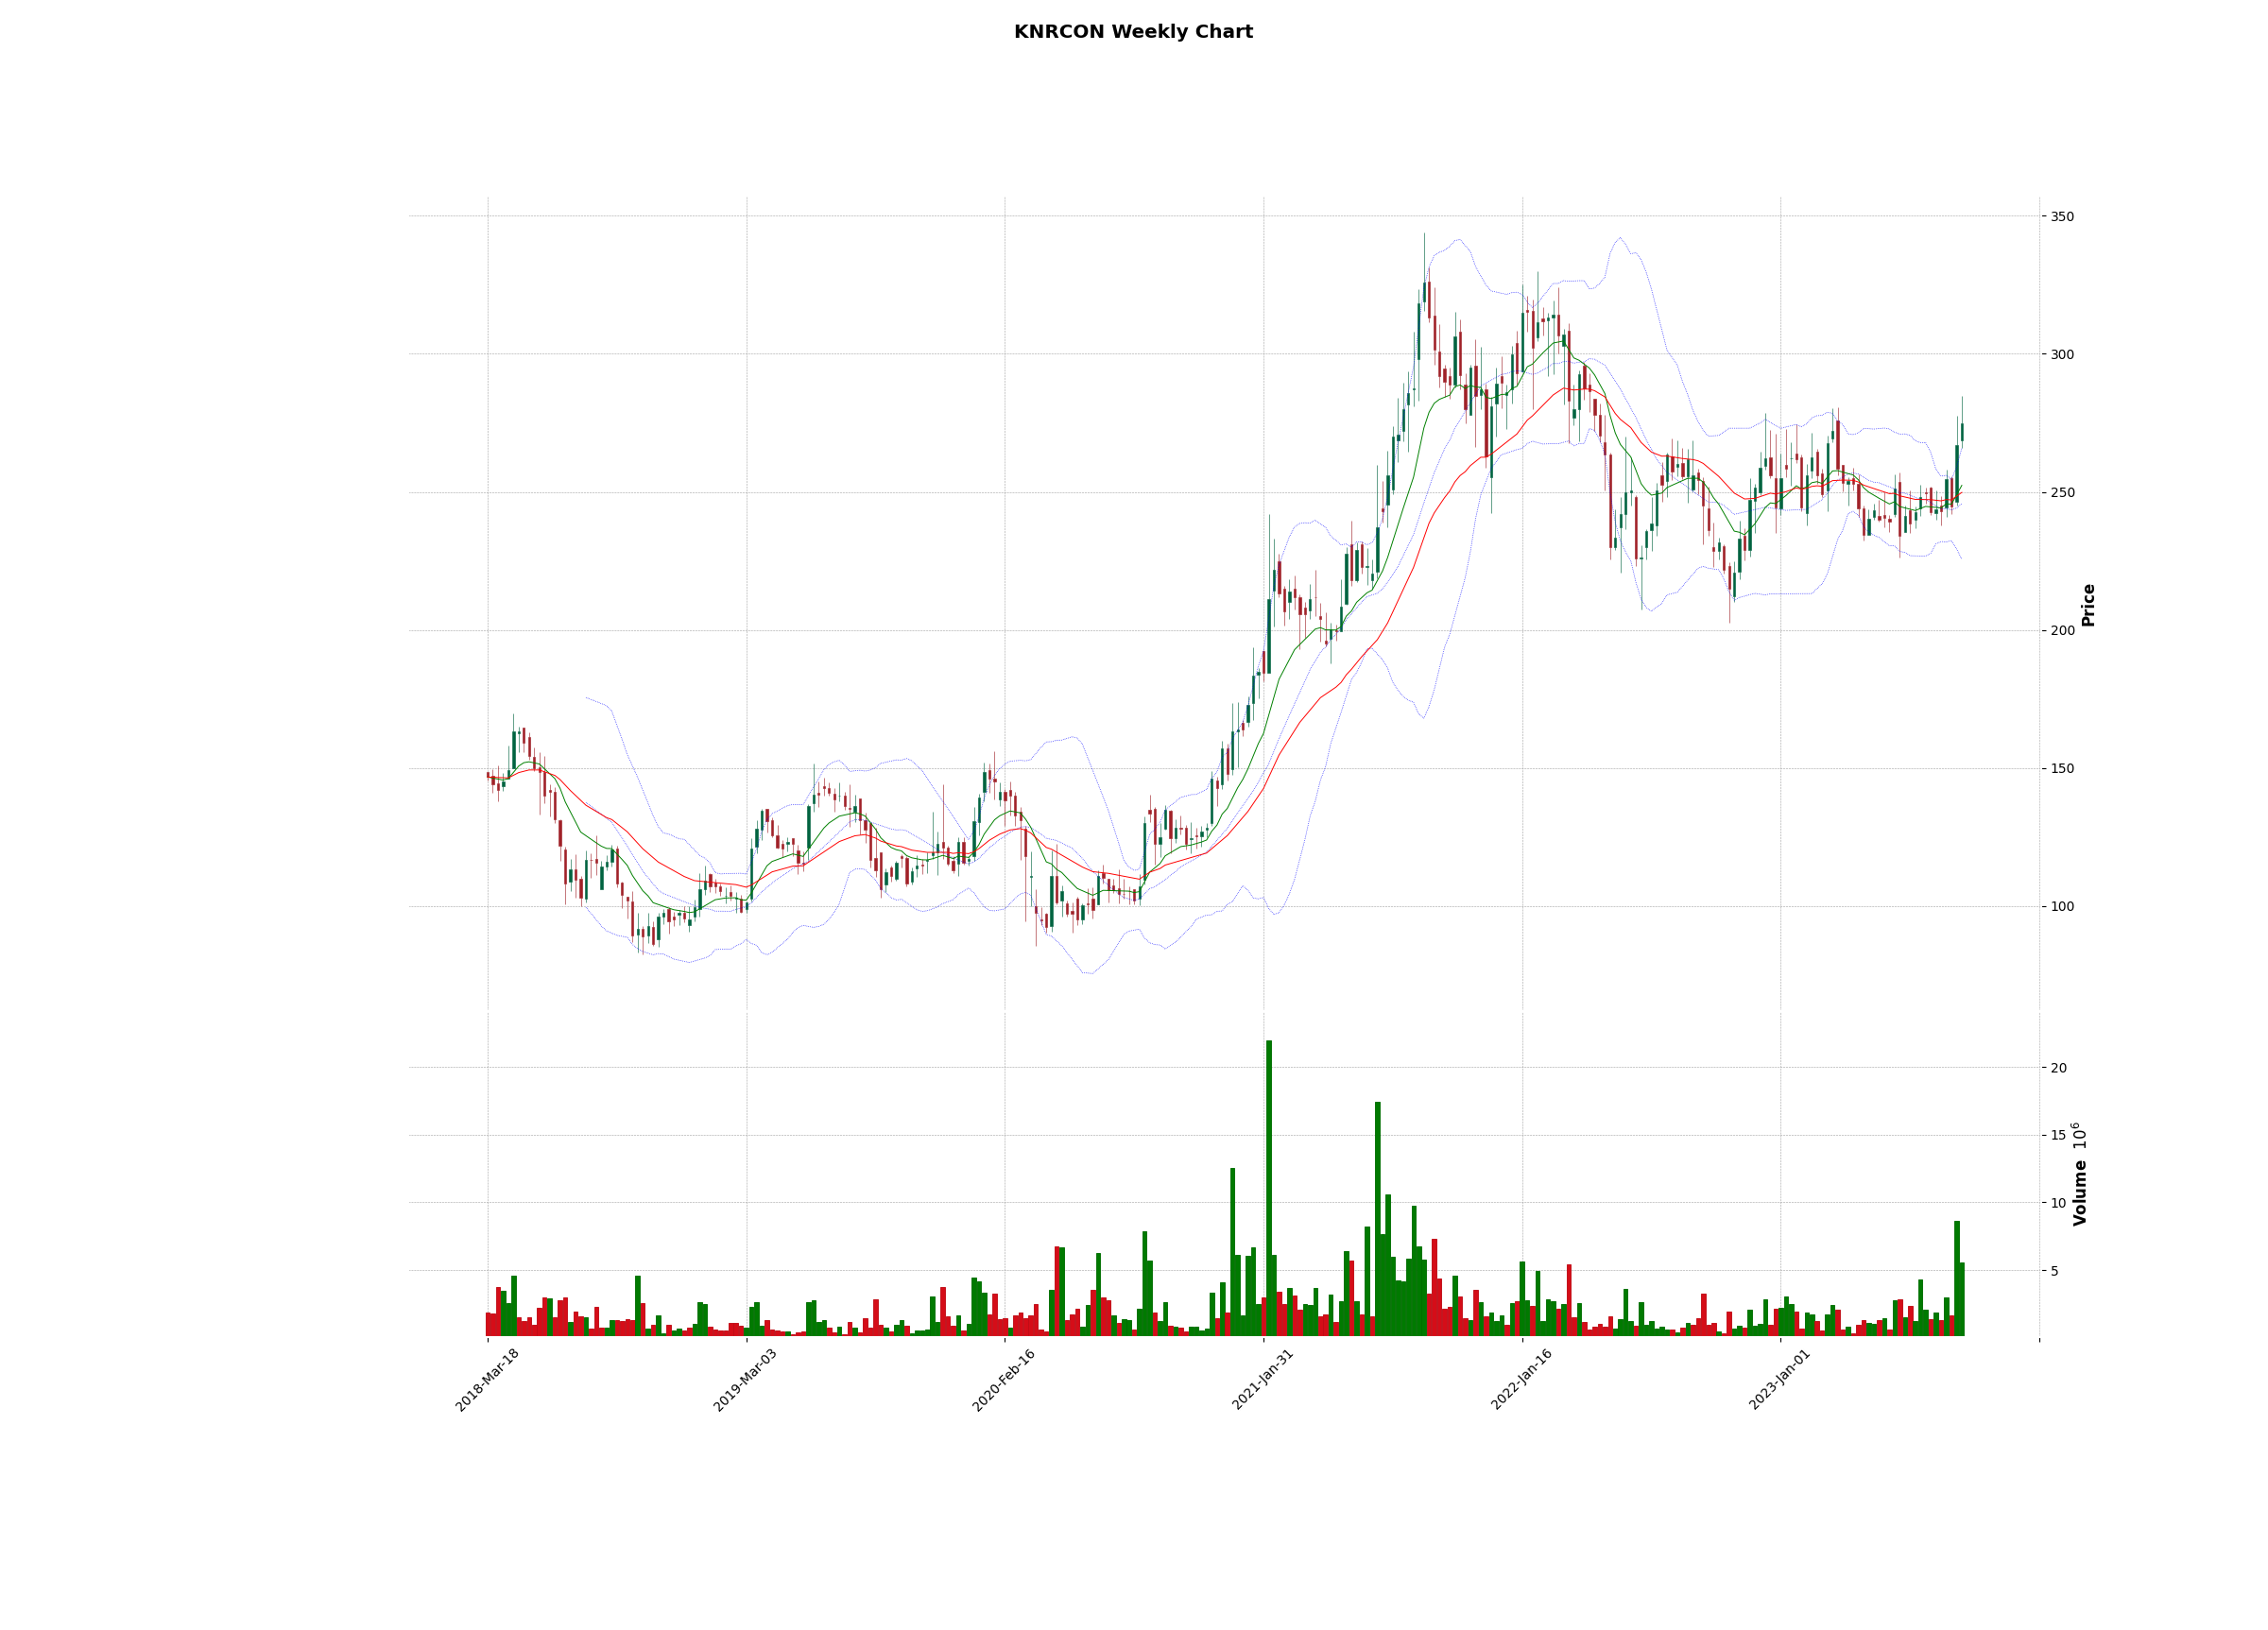 KNRCON Weekly Chart
350
300
250
200
150
100
Price
20
15
10
5
Volume 10^6
2018-Mar-18
2019-Mar-03
2020-Feb-16
2021-Jan-31
2022-Jan-16
2023-Jan-01